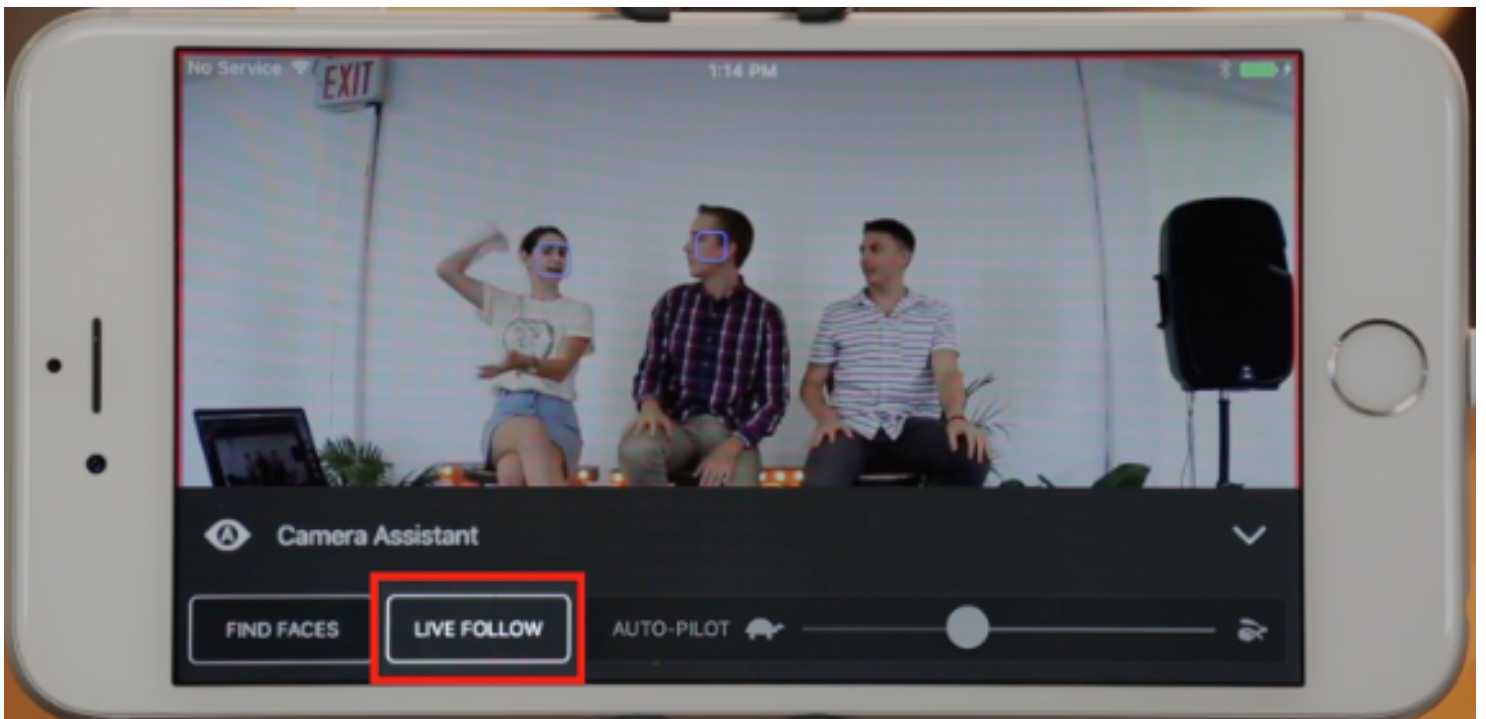 No Service
EXIT
1:14 PM
A
Camera Assistant
FIND FACES
LIVE FOLLOW
AUTO-PILOT